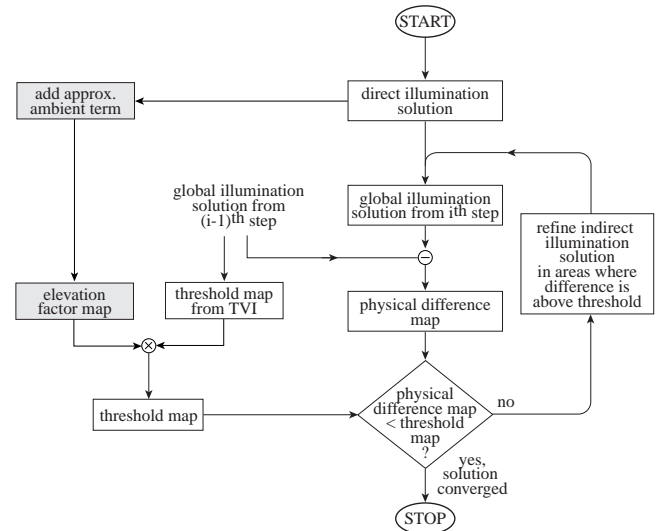 START
add approx.
ambient term
direct illumination
solution
global illumination
solution from
(i-1)th step
global illumination
solution from ith step
refine indirect
illumination
solution
in areas where
difference is
above threshold
−
elevation
factor map
threshold map
from TVI
physical difference
map
×
threshold map
physical
difference map
< threshold
map
?
no
yes,
solution
converged
STOP